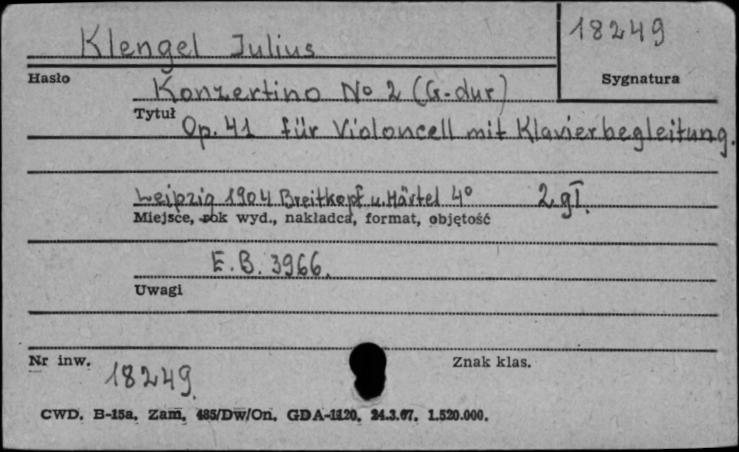 Klengel Julius
18249
Hasło
Sygnatura
Konzertino No 2 (G-dur)
Tytuł
Op. 41 für Violoncell mit Klavierbegleitung.
Leipzig 1904 Breitkopf u. Härtel 4° 2 gł.
Miejsce, rok wyd., nakładca, format, objętość
E.B. 3966.
Uwagi
Nr inw.
18249
Znak klas.
CWD. B-15a. Zam. 485/Dw/On. GDA-1120. 24.3.67. 1.520.000.